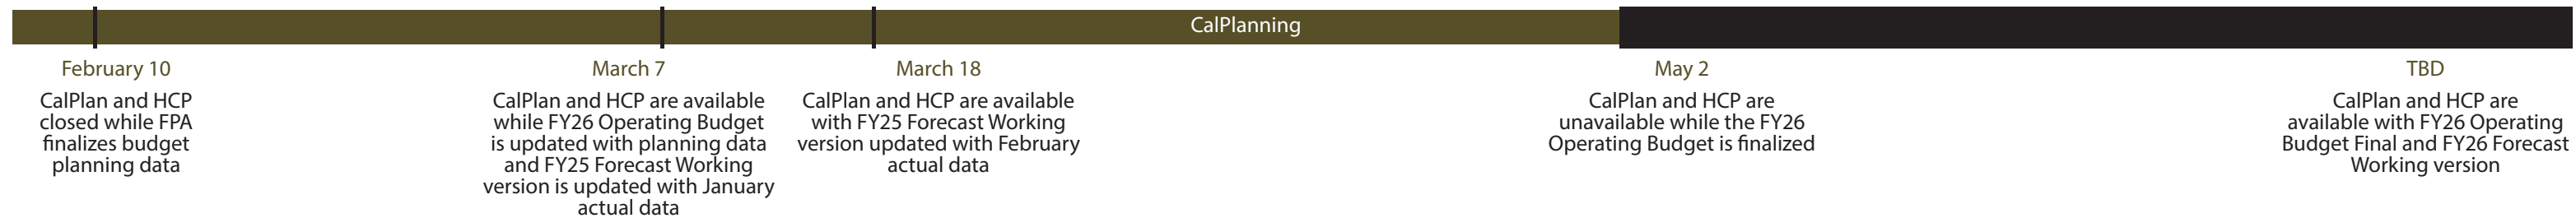 CalPlanning
February 10
CalPlan and HCP
closed while FPA
finalizes budget
planning data
March 7
CalPlan and HCP are available
while FY26 Operating Budget
is updated with planning data
and FY25 Forecast Working
version is updated with January
actual data
March 18
CalPlan and HCP are available
with FY25 Forecast Working
version updated with February
actual data
May 2
CalPlan and HCP are
unavailable while the FY26
Operating Budget is finalized
TBD
CalPlan and HCP are
available with FY26 Operating
Budget Final and FY26 Forecast
Working version